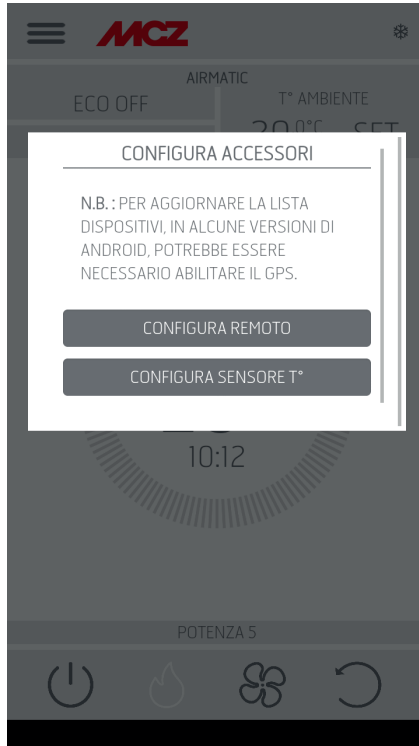 MCZ
AIRMATIC
ECO OFF
T° AMBIENTE
SET
CONFIGURA ACCESSORI
N.B. : PER AGGIORNARE LA LISTA
DISPOSITIVI, IN ALCUNE VERSIONI DI
ANDROID, POTREBBE ESSERE
NECESSARIO ABILITARE IL GPS.
CONFIGURA REMOTO
CONFIGURA SENSORE T°
10:12
POTENZA 5